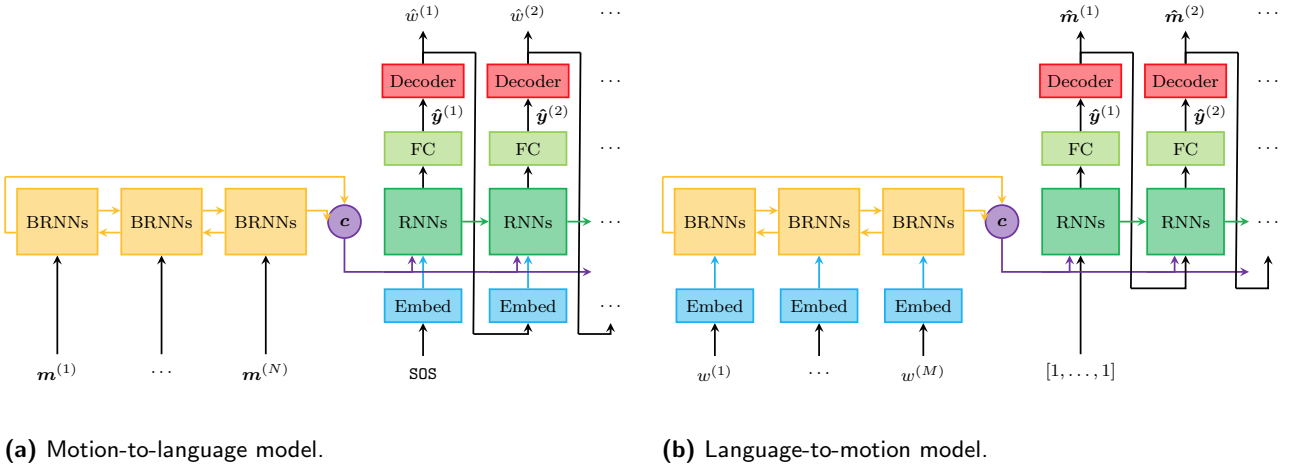 ŵ⁽¹⁾ ŵ⁽²⁾ ···
Decoder Decoder ···
ŷ⁽¹⁾ ŷ⁽²⁾
FC FC ···
BRNNs BRNNs BRNNs c RNNs RNNs ···
Embed Embed ···
m⁽¹⁾ ··· m⁽ᴺ⁾ SOS
(a) Motion-to-language model.
m̂⁽¹⁾ m̂⁽²⁾ ···
Decoder Decoder ···
ŷ⁽¹⁾ ŷ⁽²⁾
FC FC ···
BRNNs BRNNs BRNNs c RNNs RNNs ···
Embed Embed Embed
w⁽¹⁾ ··· w⁽ᴹ⁾ [1, . . . , 1]
(b) Language-to-motion model.